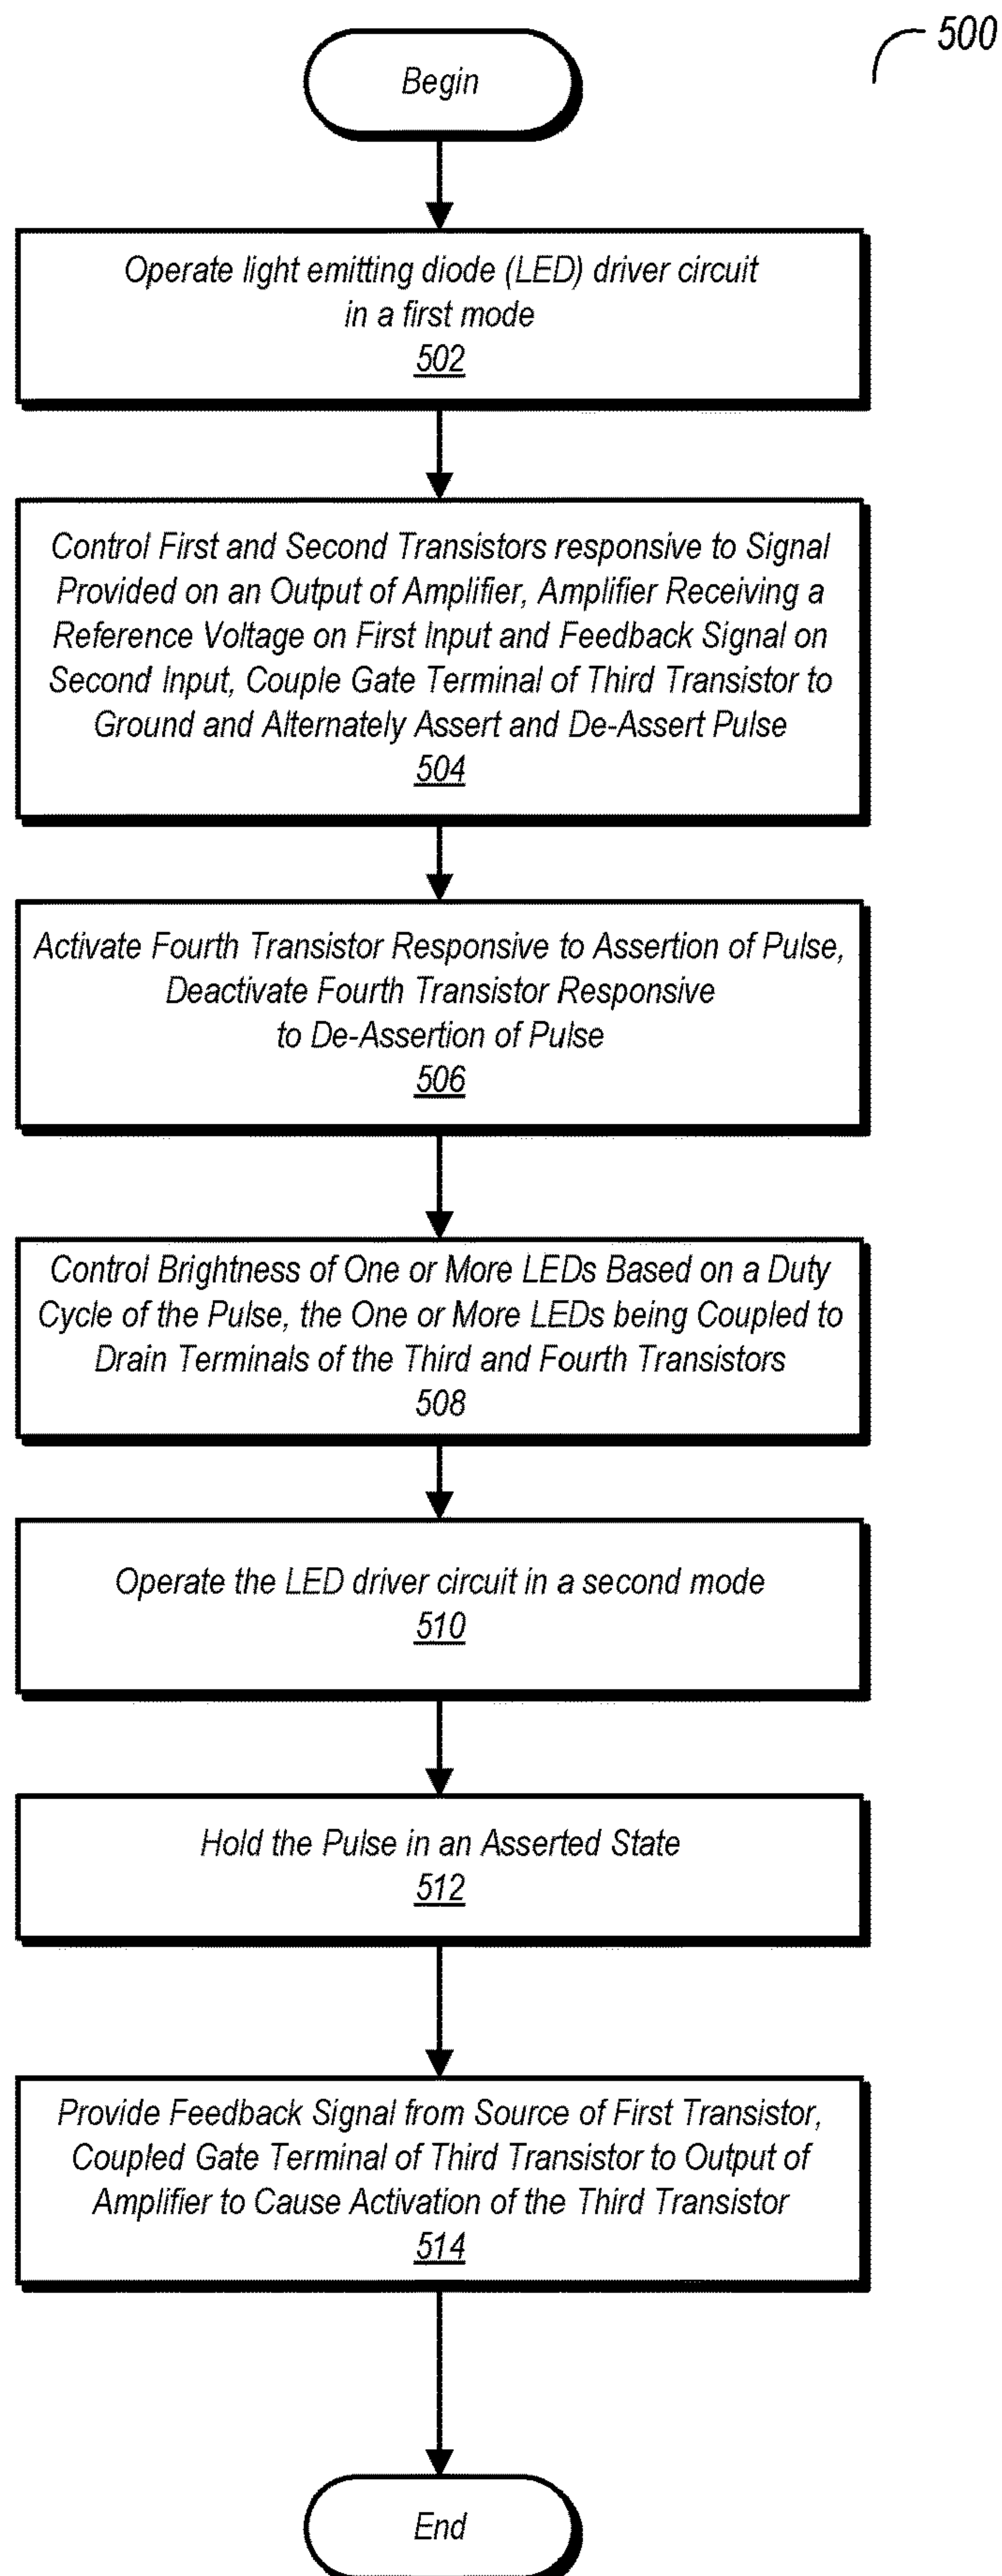 500
Begin
Operate light emitting diode (LED) driver circuit
in a first mode
502
Control First and Second Transistors responsive to Signal
Provided on an Output of Amplifier, Amplifier Receiving a
Reference Voltage on First Input and Feedback Signal on
Second Input, Couple Gate Terminal of Third Transistor to
Ground and Alternately Assert and De-Assert Pulse
504
Activate Fourth Transistor Responsive to Assertion of Pulse,
Deactivate Fourth Transistor Responsive
to De-Assertion of Pulse
506
Control Brightness of One or More LEDs Based on a Duty
Cycle of the Pulse, the One or More LEDs being Coupled to
Drain Terminals of the Third and Fourth Transistors
508
Operate the LED driver circuit in a second mode
510
Hold the Pulse in an Asserted State
512
Provide Feedback Signal from Source of First Transistor,
Coupled Gate Terminal of Third Transistor to Output of
Amplifier to Cause Activation of the Third Transistor
514
End